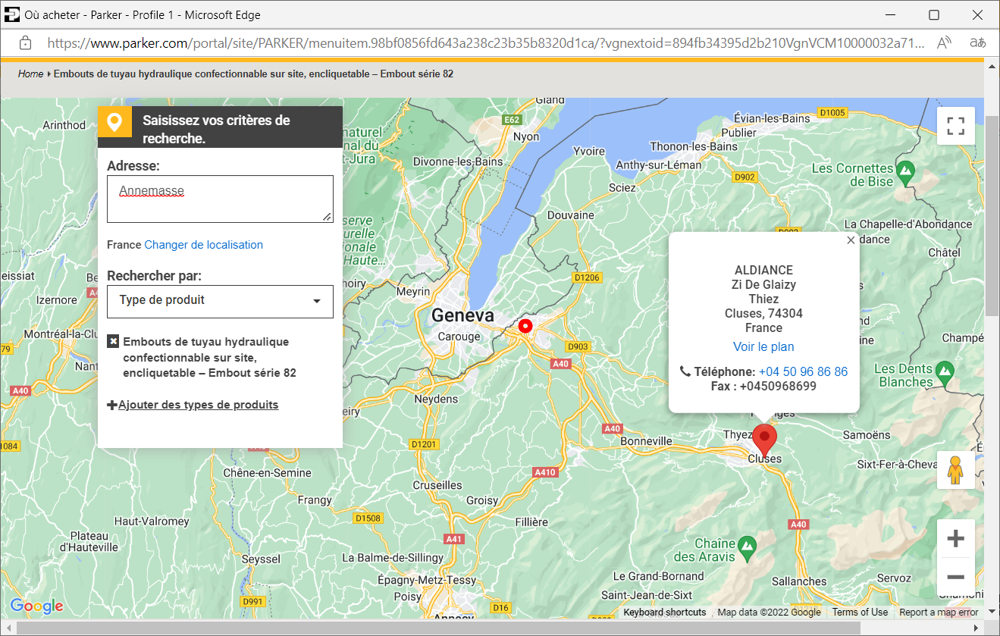 Où acheter - Parker - Profile 1 - Microsoft Edge
https://www.parker.com/portal/site/PARKER/menuitem.98bf0856fd643a238c23b35b8320d1ca/?vgnextoid=894fb34395d2b210VgnVCM10000032a71...
Home Embouts de tuyau hydraulique confectionnable sur site, encliquetable – Embout série 82
Saisissez vos critères de
recherche.
Adresse:
Annemasse
France Changer de localisation
Rechercher par:
Type de produit
Embouts de tuyau hydraulique
confectionnable sur site,
encliquetable – Embout série 82
Ajouter des types de produits
ALDIANCE
Zi De Glaizy
Thiez
Cluses, 74304
France
Voir le plan
Téléphone: +04 50 96 86 86
Fax : +0450968699
Gland
E62
Nyon
Arinthod
naturel
nal du
t-Jura
Divonne-les-Bains
Yvoire
Évian-les-Bains
D1005
Publier
Thonon-les-Bains
Anthy-sur-Léman
D902
Sciez
Les Cornettes
de Bise
Douvaine
La Chapelle-d'Abondance
dance
Châtel
serve
urelle
ionale
Haute...
eissiat
Izernore
Meyrin
D1206
Geneva
Carouge
Montréal-la-Clu
79
Nant
A40
D903
A40
Champé
Les Dents
Blanches
Neydens
eiry
1084
D1201
A40
Bonneville
Thyez
Cluses
Samoëns
Sixt-Fer-à-Cheva
Chêne-en-Semine
A410
Cruseilles
Groisy
Frangy
D1508
Fillière
Haut-Valromey
A41
A40
Plateau
d'Hauteville
Chaîne
des Aravis
Seyssel
La Balme-de-Sillingy
Épagny-Metz-Tessy
Poisy
Le Grand-Bornand
Saint-Jean-de-Sixt
Sallanches
Servoz
D991
D16
Annecy
Google
Keyboard shortcuts
Map data ©2022 Google
Terms of Use
Report a map error